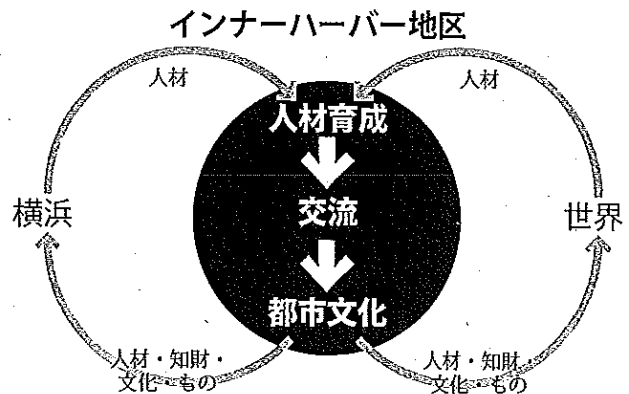 インナーハーバー地区
人材
人材
人材育成
交流
横浜
世界
都市文化
人材・知財・
文化・もの
人材・知財・
文化・もの